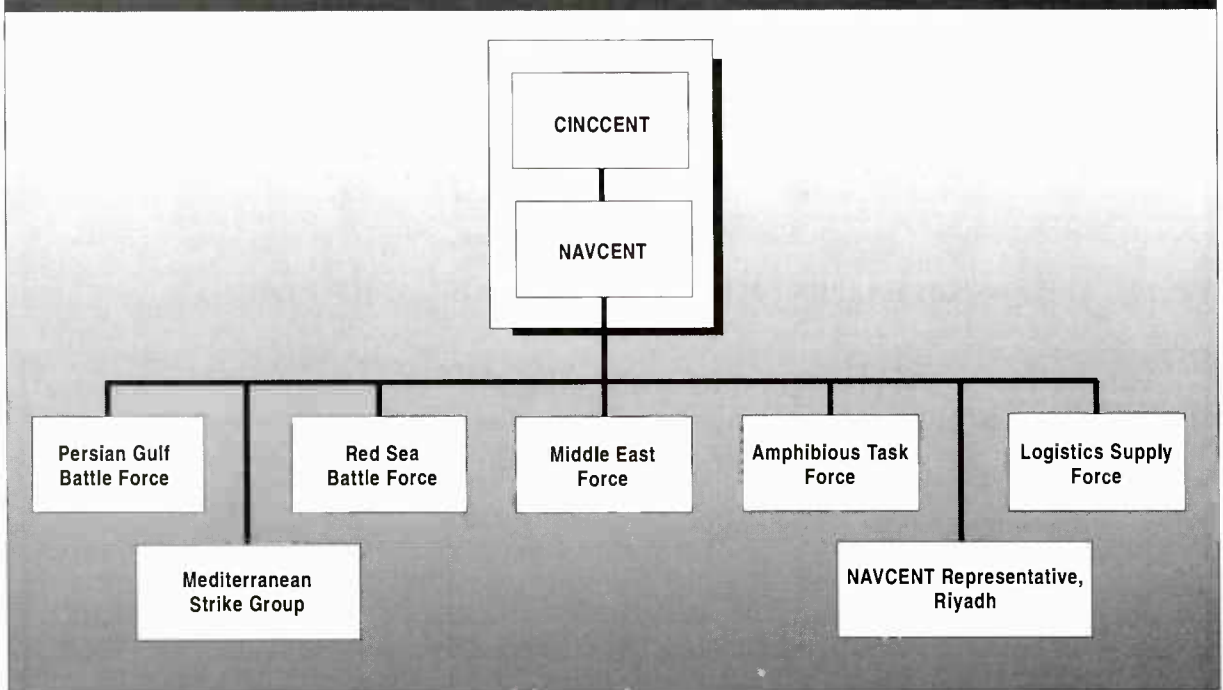 CINCCENT
NAVCENT
Persian Gulf
Battle Force
Red Sea
Battle Force
Middle East
Force
Amphibious Task
Force
Logistics Supply
Force
Mediterranean
Strike Group
NAVCENT Representative,
Riyadh